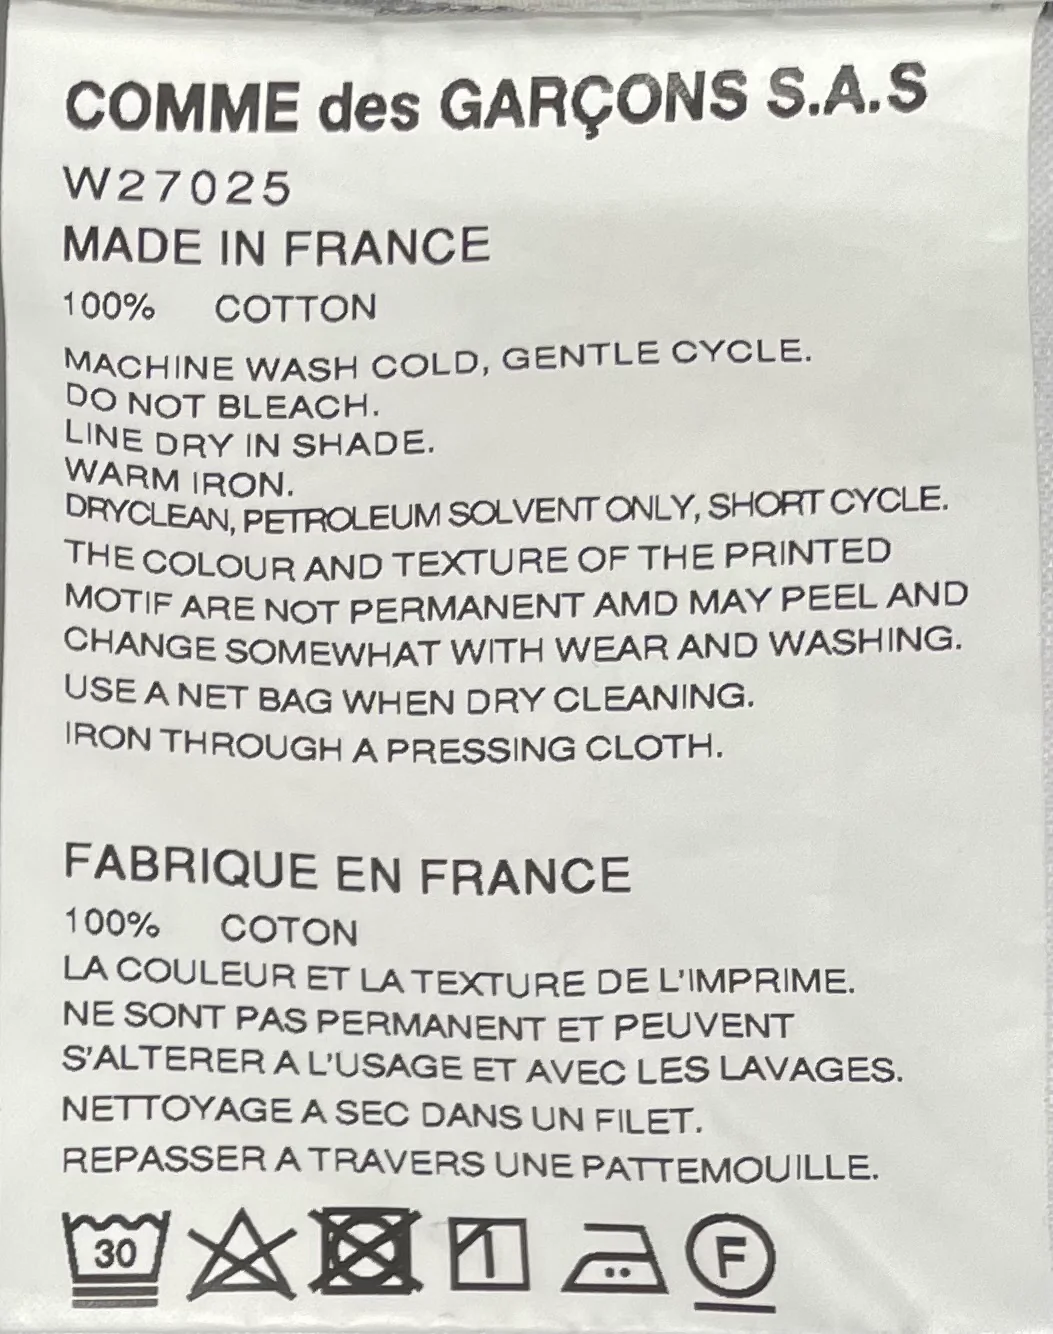 COMME des GARÇONS S.A.S
W27025
MADE IN FRANCE
100% COTTON
MACHINE WASH COLD, GENTLE CYCLE.
DO NOT BLEACH.
LINE DRY IN SHADE.
WARM IRON.
DRYCLEAN, PETROLEUM SOLVENT ONLY, SHORT CYCLE.
THE COLOUR AND TEXTURE OF THE PRINTED
MOTIF ARE NOT PERMANENT AMD MAY PEEL AND
CHANGE SOMEWHAT WITH WEAR AND WASHING.
USE A NET BAG WHEN DRY CLEANING.
IRON THROUGH A PRESSING CLOTH.
FABRIQUE EN FRANCE
100% COTON
LA COULEUR ET LA TEXTURE DE L'IMPRIME.
NE SONT PAS PERMANENT ET PEUVENT
S'ALTERER A L'USAGE ET AVEC LES LAVAGES.
NETTOYAGE A SEC DANS UN FILET.
REPASSER A TRAVERS UNE PATTEMOUILLE.
30 F